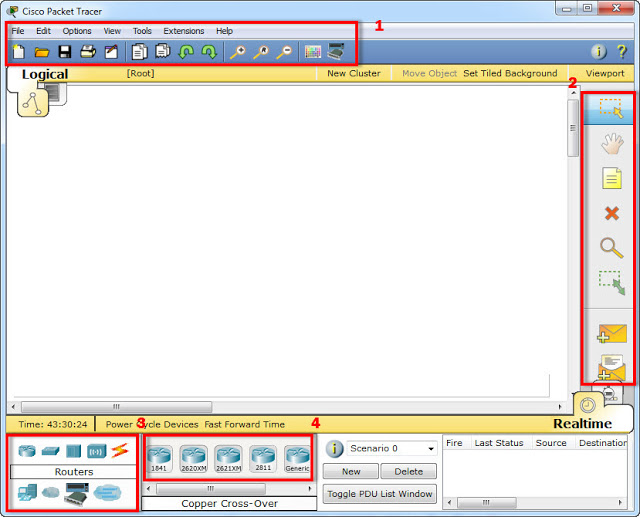 Cisco Packet Tracer
1
File Edit Options View Tools Extensions Help
Logical [Root] New Cluster Move Object Set Tiled Background Viewport
2
Time: 43:30:24 Power Cycle Devices Fast Forward Time Realtime
3 4
Routers
1841 2620XM 2621XM 2811 Generic
Copper Cross-Over
Scenario 0
New Delete
Toggle PDU List Window
Fire Last Status Source Destination